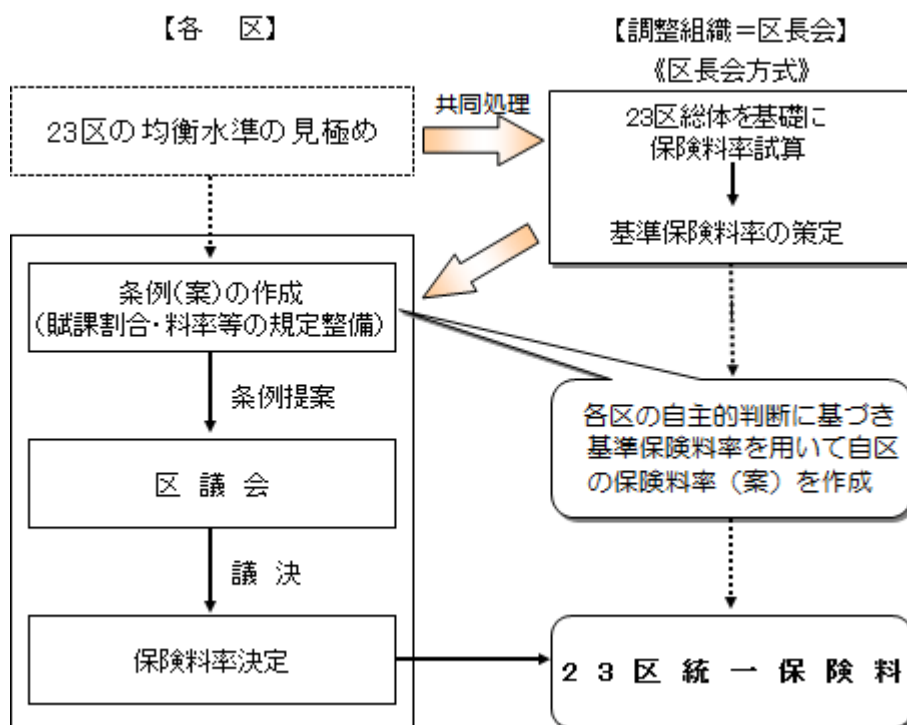 【各　区】
【調整組織＝区長会】
《区長会方式》
23区の均衡水準の見極め
共同処理
23区総体を基礎に
保険料率試算
基準保険料率の策定
条例(案)の作成
(賦課割合・料率等の規定整備)
条例提案
各区の自主的判断に基づき
基準保険料率を用いて自区
の保険料率（案）を作成
区 議 会
議 決
保険料率決定
２３区統一保険料